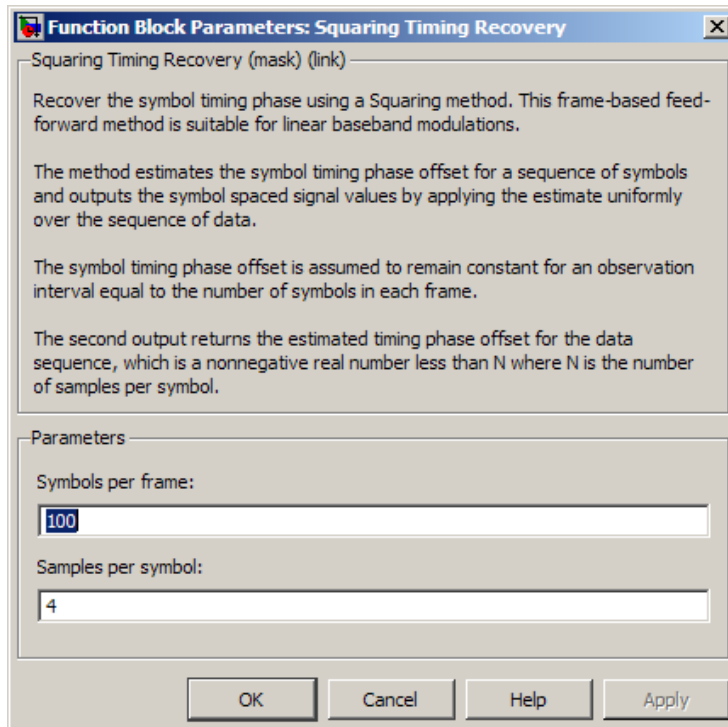 Function Block Parameters: Squaring Timing Recovery
Squaring Timing Recovery (mask) (link)
Recover the symbol timing phase using a Squaring method. This frame-based feed-
forward method is suitable for linear baseband modulations.
The method estimates the symbol timing phase offset for a sequence of symbols
and outputs the symbol spaced signal values by applying the estimate uniformly
over the sequence of data.
The symbol timing phase offset is assumed to remain constant for an observation
interval equal to the number of symbols in each frame.
The second output returns the estimated timing phase offset for the data
sequence, which is a nonnegative real number less than N where N is the number
of samples per symbol.
Parameters
Symbols per frame:
100
Samples per symbol:
4
OK Cancel Help Apply